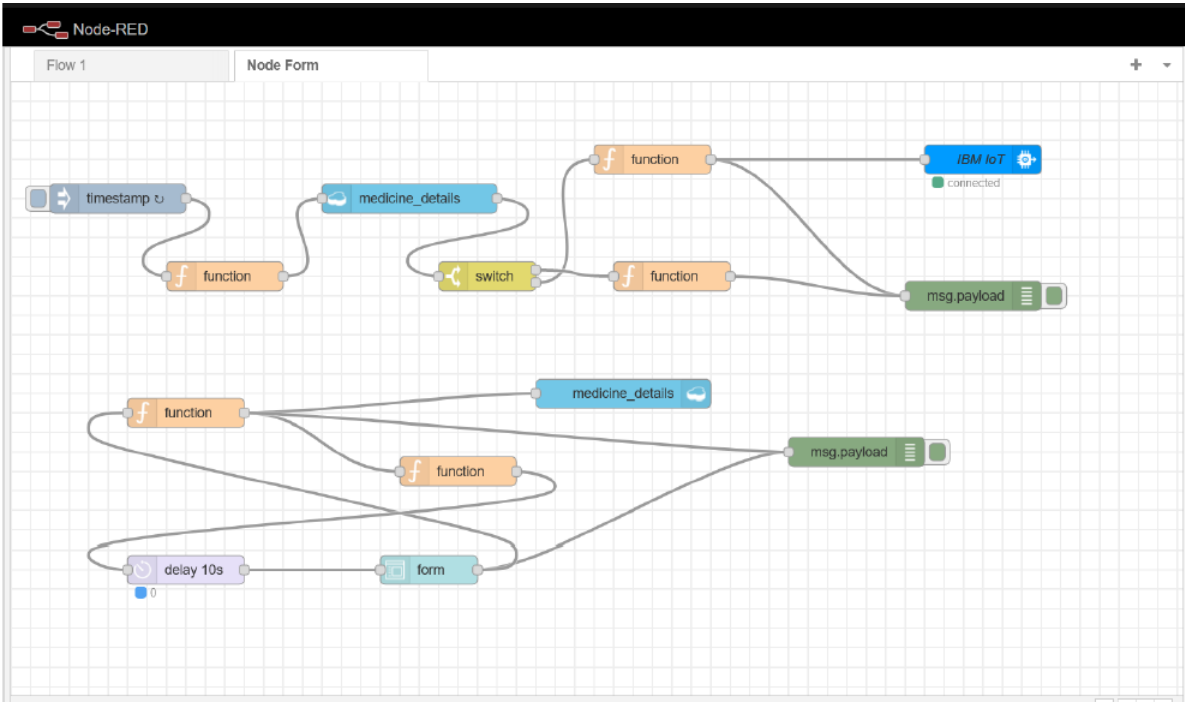 Node-RED
Flow 1
Node Form
function
IBM IoT
connected
timestamp ↻
medicine_details
function
switch
function
msg.payload
medicine_details
function
msg.payload
function
delay 10s
form
0